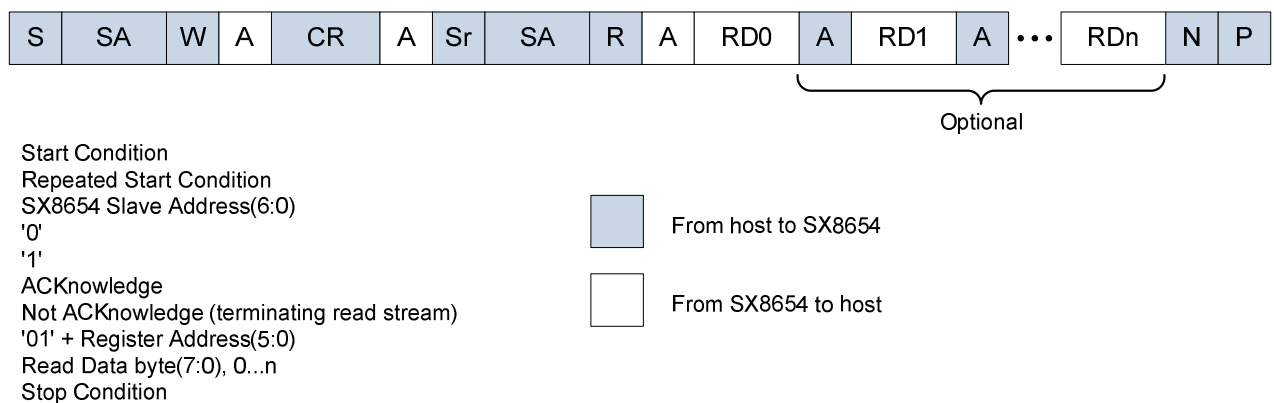 S SA W A CR A Sr SA R A RD0 A RD1 A ••• RDn N P
Optional
Start Condition
Repeated Start Condition
SX8654 Slave Address(6:0)
'0'
'1'
ACKnowledge
Not ACKnowledge (terminating read stream)
'01' + Register Address(5:0)
Read Data byte(7:0), 0...n
Stop Condition
From host to SX8654
From SX8654 to host